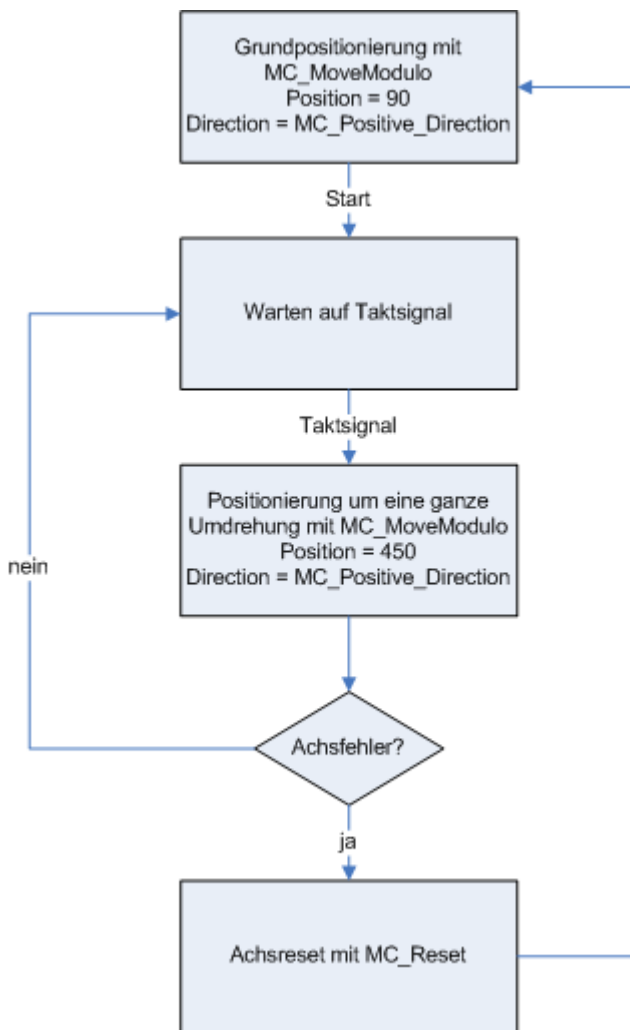 Grundpositionierung mit
MC_MoveModulo
Position = 90
Direction = MC_Positive_Direction
Start
Warten auf Taktsignal
Taktsignal
Positionierung um eine ganze
Umdrehung mit MC_MoveModulo
Position = 450
Direction = MC_Positive_Direction
nein
Achsfehler?
ja
Achsreset mit MC_Reset